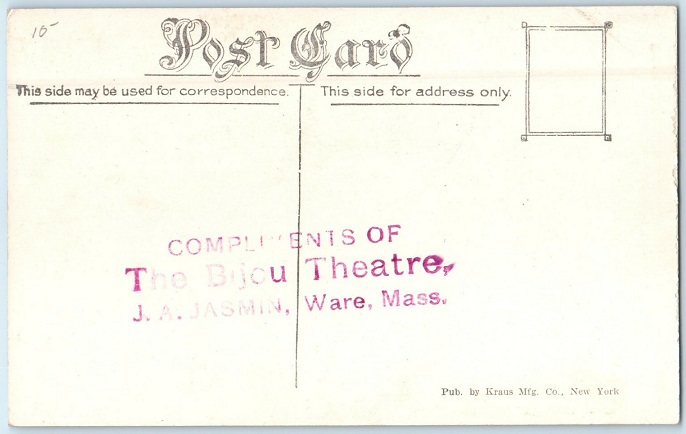 15-
Post Card
This side may be used for correspondence.
This side for address only.
COMPLIMENTS OF
The Bijou Theatre,
J. A. JASMIN, Ware, Mass.
Pub. by Kraus Mfg. Co., New York